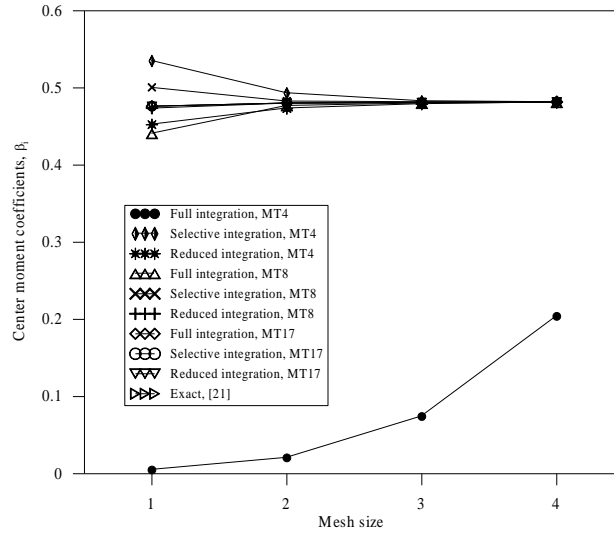 0.6
0.5
0.4
0.3
0.2
0.1
0
Center moment coefficients, βi
Full integration, MT4
Selective integration, MT4
Reduced integration, MT4
Full integration, MT8
Selective integration, MT8
Reduced integration, MT8
Full integration, MT17
Selective integration, MT17
Reduced integration, MT17
Exact, [21]
1 2 3 4
Mesh size